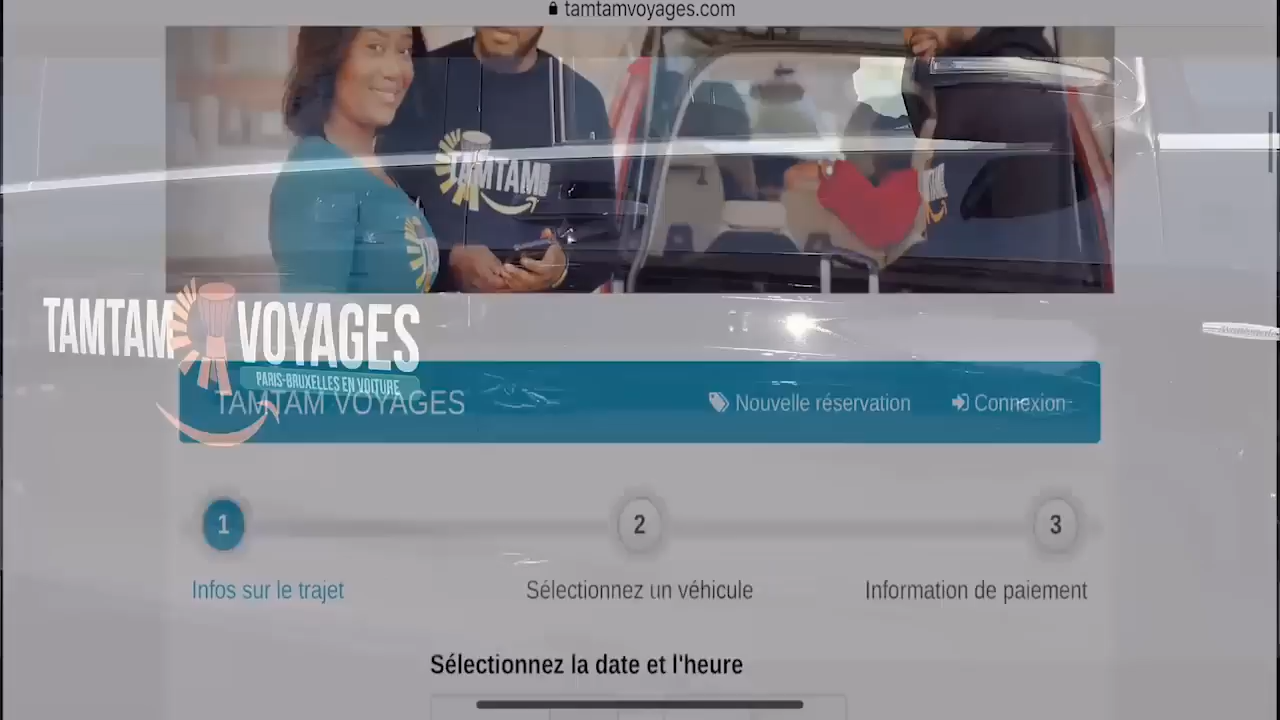 tamtamvoyages.com
TAMTAM
TAMTAM VOYAGES
PARIS-BRUXELLES EN VOITURE
TAMTAM VOYAGES
Nouvelle réservation
Connexion
1
2
3
Infos sur le trajet
Sélectionnez un véhicule
Information de paiement
Sélectionnez la date et l'heure